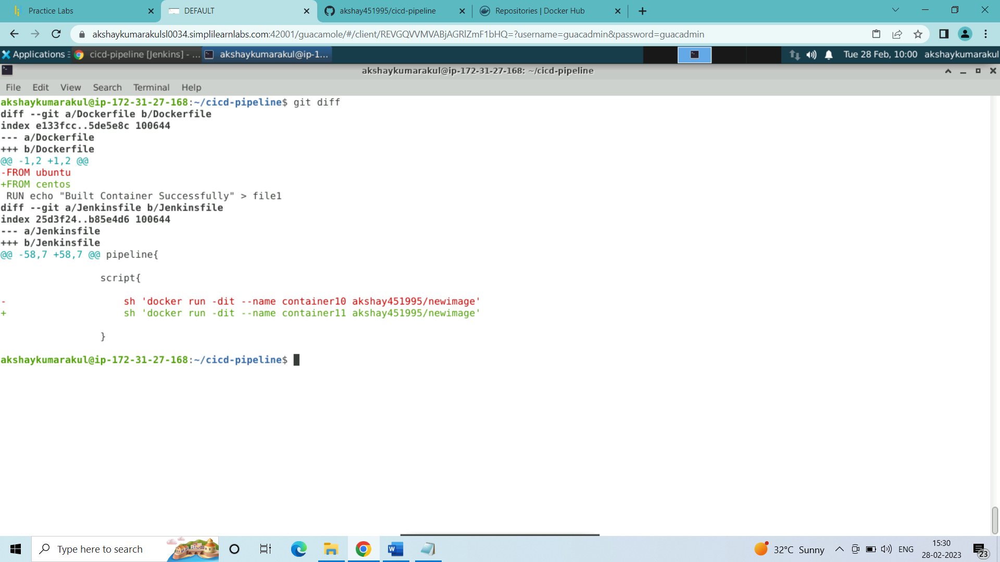 Practice Labs
DEFAULT
akshay451995/cicd-pipeline
Repositories | Docker Hub
akshaykumarakulsl0034.simplilearnlabs.com:42001/guacamole/#/client/REVGQVVMVABjAGRlZmF1bHQ=?username=guacadmin&password=guacadmin
Applications
cicd-pipeline [Jenkins] - ...
akshaykumarakul@ip-1...
Tue 28 Feb, 10:00 akshaykumarakul
akshaykumarakul@ip-172-31-27-168: ~/cicd-pipeline
File Edit View Search Terminal Help
akshaykumarakul@ip-172-31-27-168:~/cicd-pipeline$ git diff
diff --git a/Dockerfile b/Dockerfile
index e133fcc..5de5e8c 100644
--- a/Dockerfile
+++ b/Dockerfile
@@ -1,2 +1,2 @@
-FROM ubuntu
+FROM centos
 RUN echo "Built Container Successfully" > file1
diff --git a/Jenkinsfile b/Jenkinsfile
index 25d3f24..b85e4d6 100644
--- a/Jenkinsfile
+++ b/Jenkinsfile
@@ -58,7 +58,7 @@ pipeline{
script{
- sh 'docker run -dit --name container10 akshay451995/newimage'
+ sh 'docker run -dit --name container11 akshay451995/newimage'
}
akshaykumarakul@ip-172-31-27-168:~/cicd-pipeline$
Type here to search
32°C Sunny
ENG
15:30
28-02-2023
23